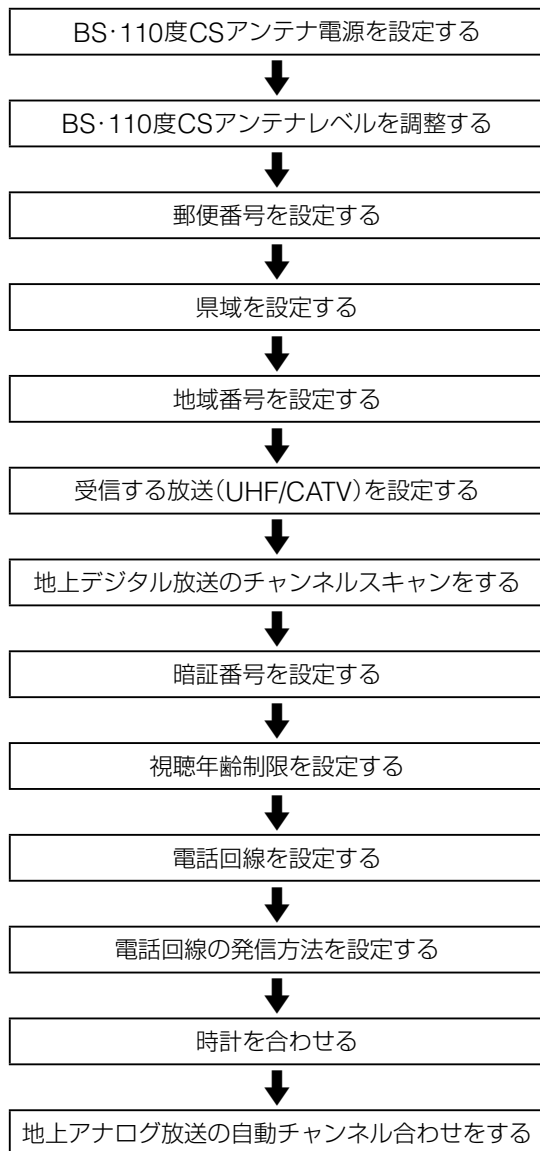 BS・110度CSアンテナ電源を設定する
BS・110度CSアンテナレベルを調整する
郵便番号を設定する
県域を設定する
地域番号を設定する
受信する放送(UHF/CATV)を設定する
地上デジタル放送のチャンネルスキャンをする
暗証番号を設定する
視聴年齢制限を設定する
電話回線を設定する
電話回線の発信方法を設定する
時計を合わせる
地上アナログ放送の自動チャンネル合わせをする